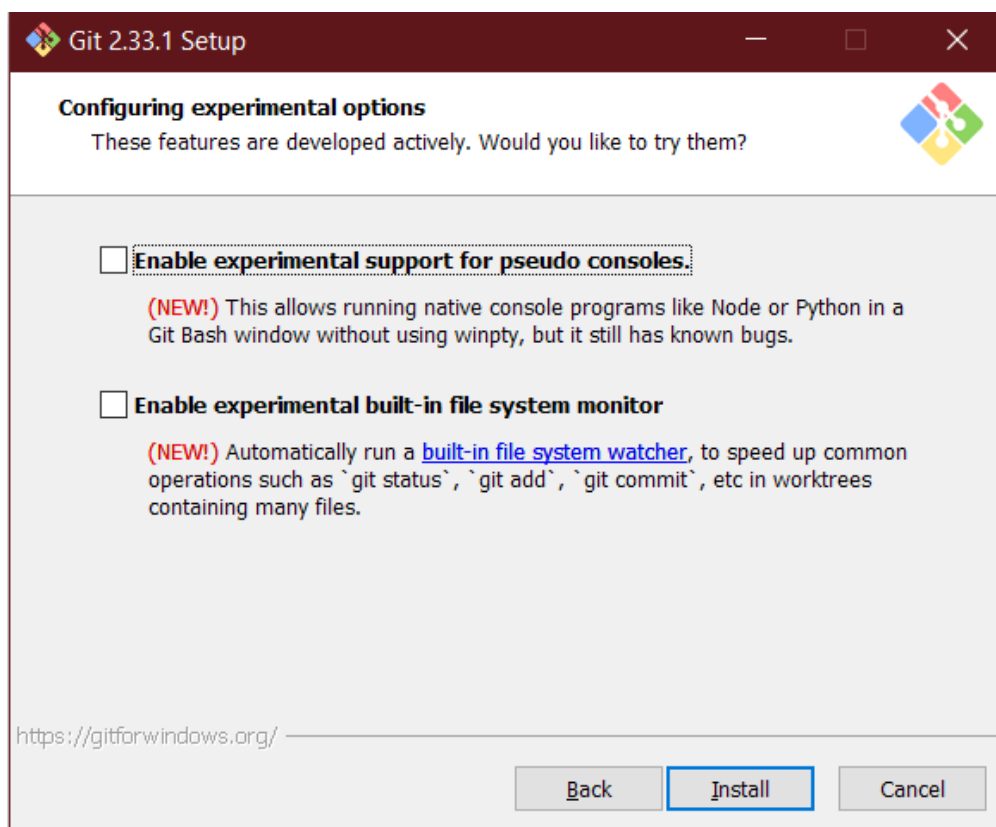 Git 2.33.1 Setup
Configuring experimental options
These features are developed actively. Would you like to try them?
Enable experimental support for pseudo consoles.
(NEW!) This allows running native console programs like Node or Python in a
Git Bash window without using winpty, but it still has known bugs.
Enable experimental built-in file system monitor
(NEW!) Automatically run a built-in file system watcher, to speed up common
operations such as `git status`, `git add`, `git commit`, etc in worktrees
containing many files.
https://gitforwindows.org/
Back
Install
Cancel